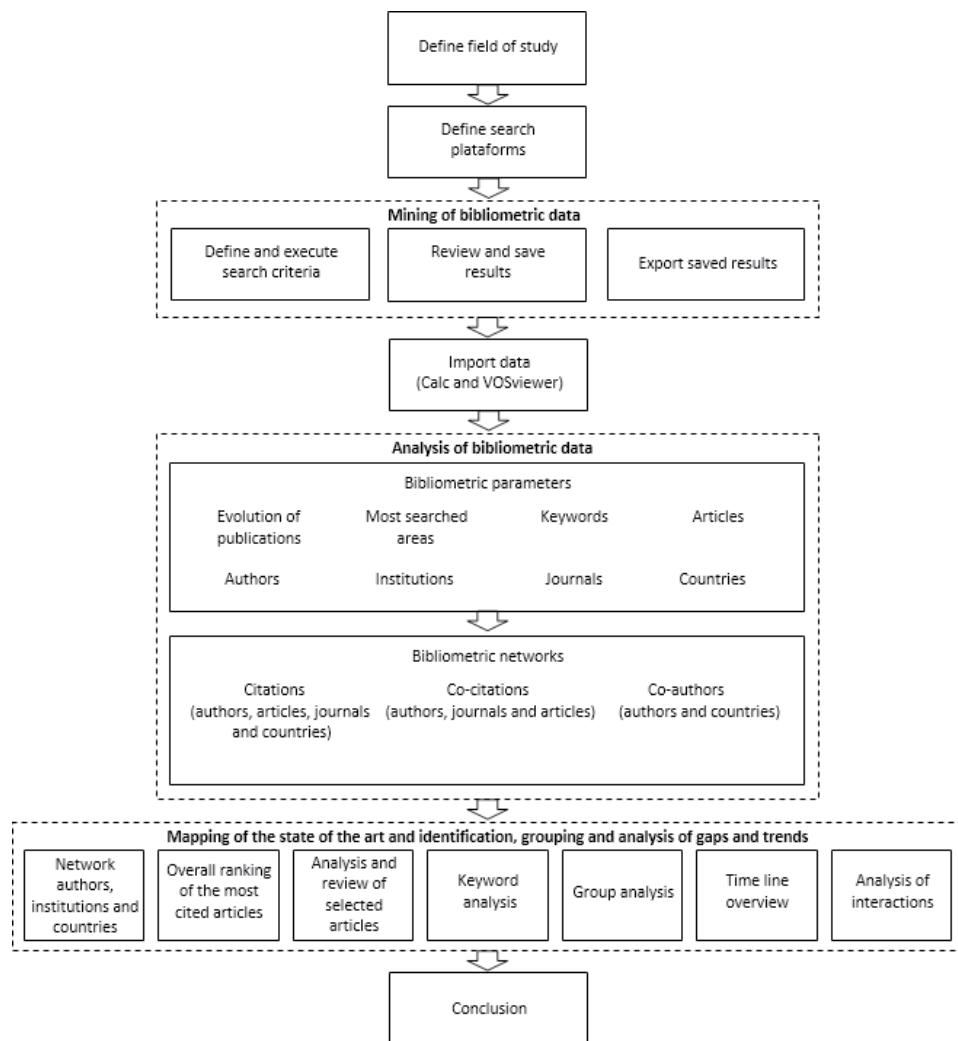 Define field of study
Define search
plataforms
Mining of bibliometric data
Define and execute
search criteria
Review and save
results
Export saved results
Import data
(Calc and VOSviewer)
Analysis of bibliometric data
Bibliometric parameters
Evolution of
publications
Most searched
areas
Keywords
Articles
Authors
Institutions
Journals
Countries
Bibliometric networks
Citations
(authors, articles, journals
and countries)
Co-citations
(authors, journals and articles)
Co-authors
(authors and countries)
Mapping of the state of the art and identification, grouping and analysis of gaps and trends
Network
authors,
institutions and
countries
Overall ranking
of the most
cited articles
Analysis and
review of
selected
articles
Keyword
analysis
Group analysis
Time line
overview
Analysis of
interactions
Conclusion